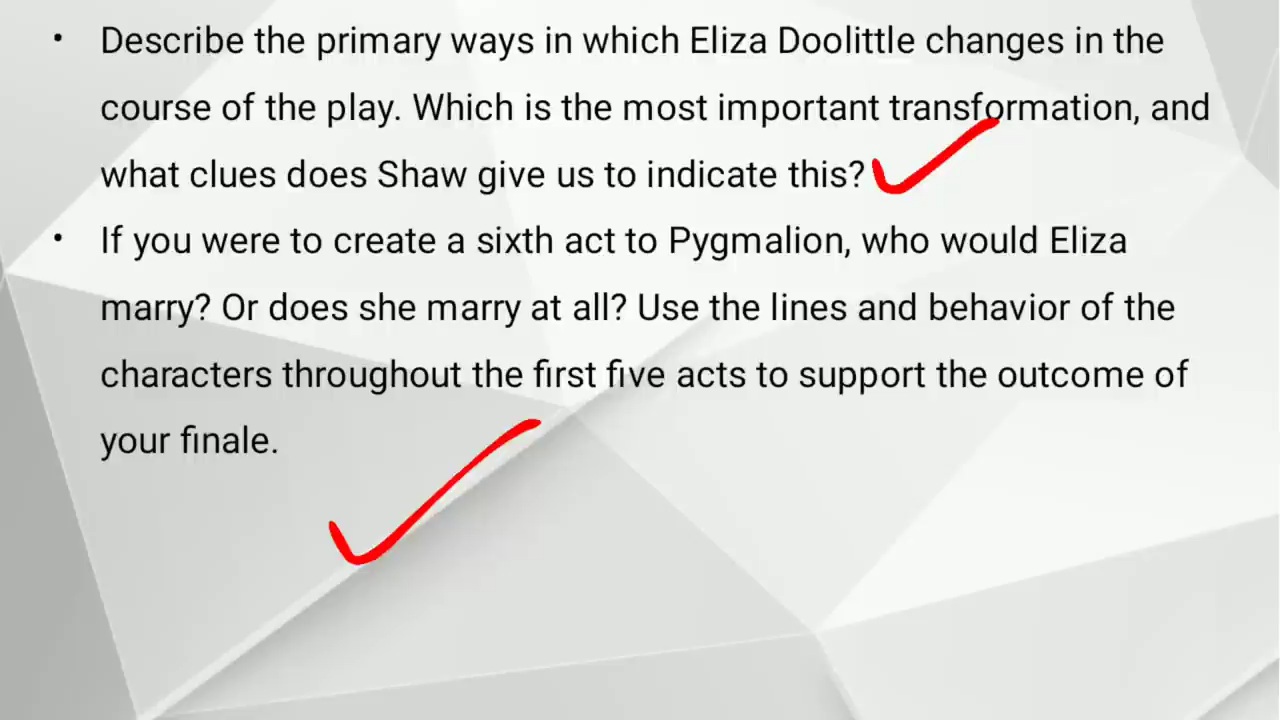 • Describe the primary ways in which Eliza Doolittle changes in the
course of the play. Which is the most important transformation, and
what clues does Shaw give us to indicate this?
• If you were to create a sixth act to Pygmalion, who would Eliza
marry? Or does she marry at all? Use the lines and behavior of the
characters throughout the first five acts to support the outcome of
your finale.